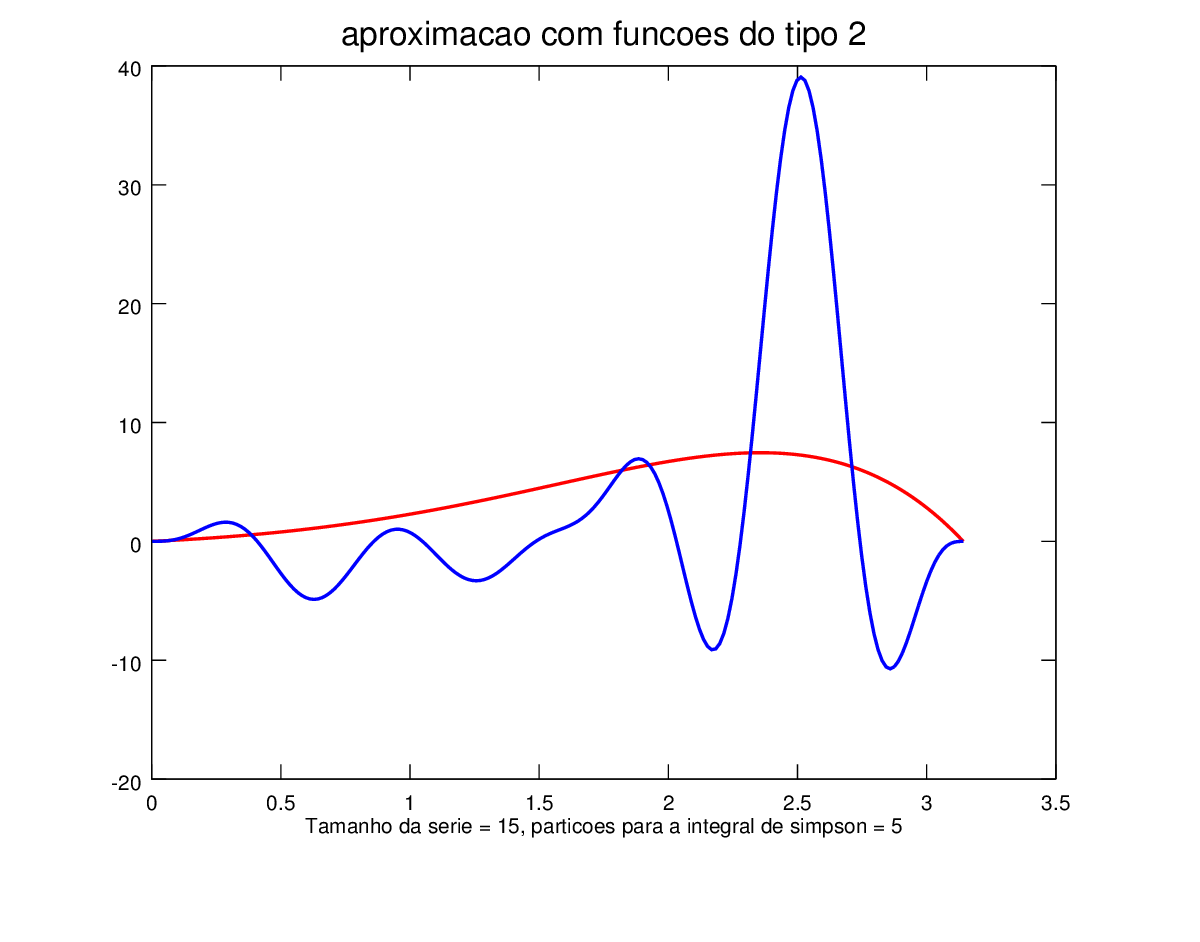 aproximacao com funcoes do tipo 2
40
30
20
10
0
-10
-20
0 0.5 1 1.5 2 2.5 3 3.5
Tamanho da serie = 15, particoes para a integral de simpson = 5